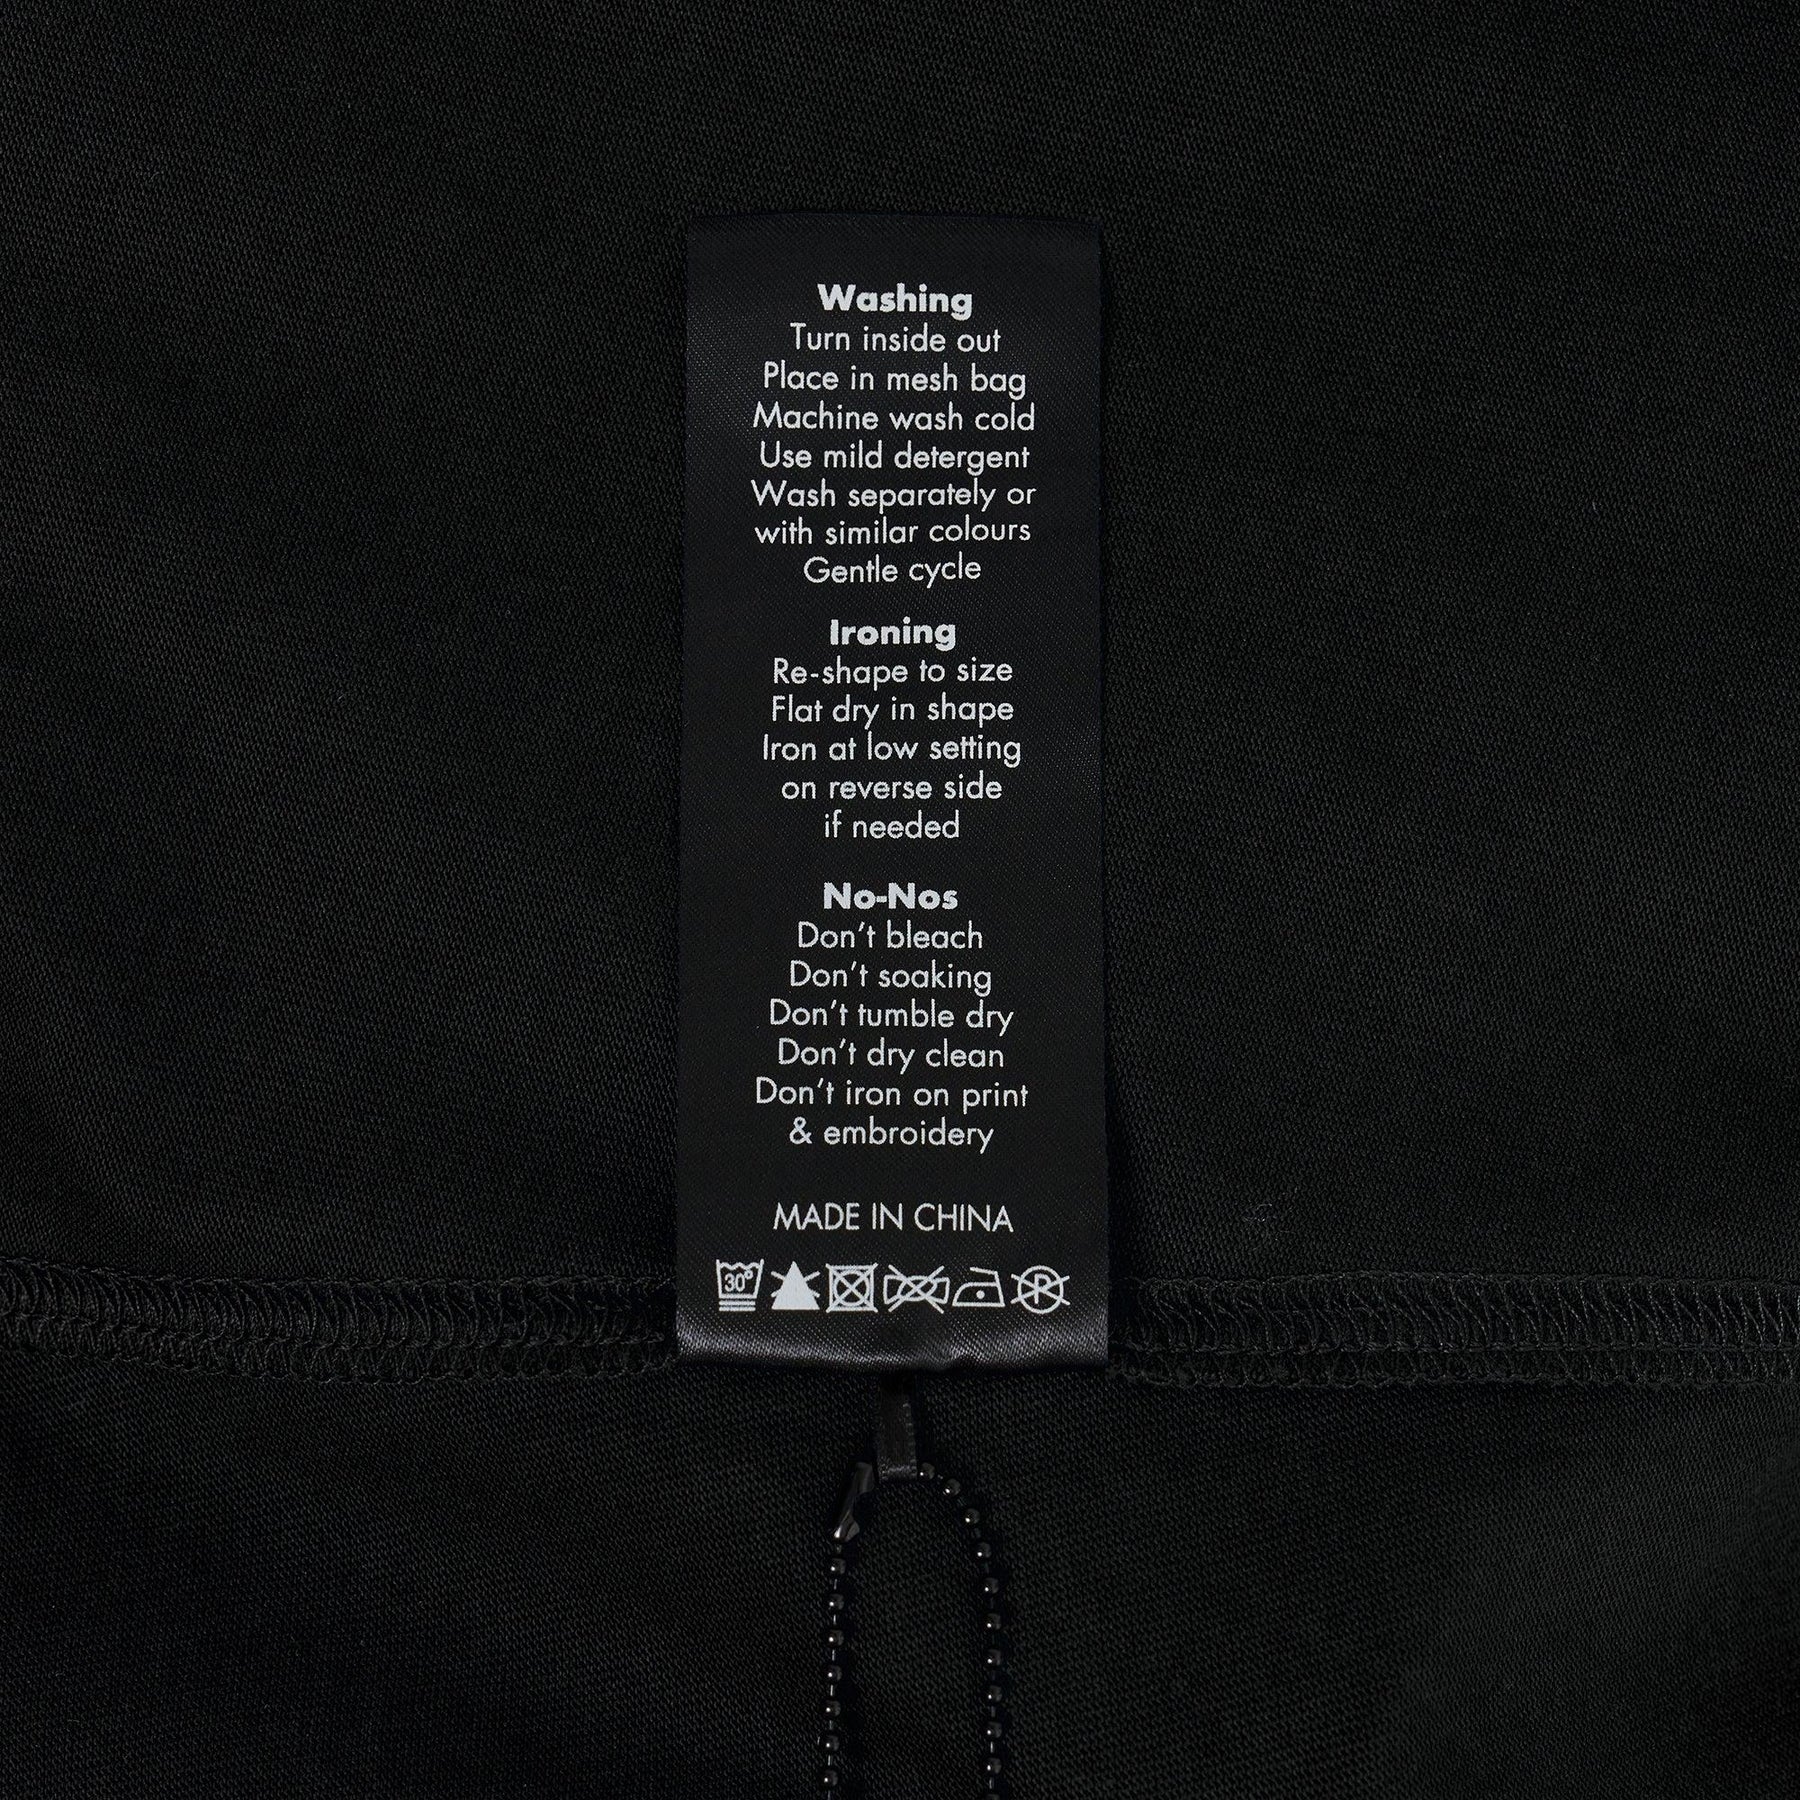 Washing
Turn inside out
Place in mesh bag
Machine wash cold
Use mild detergent
Wash separately or
with similar colours
Gentle cycle
Ironing
Re-shape to size
Flat dry in shape
Iron at low setting
on reverse side
if needed
No-Nos
Don't bleach
Don't soaking
Don't tumble dry
Don't dry clean
Don't iron on print
& embroidery
MADE IN CHINA
30° P